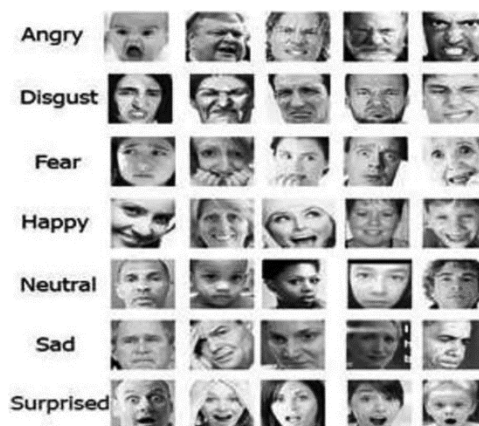 Angry
Disgust
Fear
Happy
Neutral
Sad
Surprised